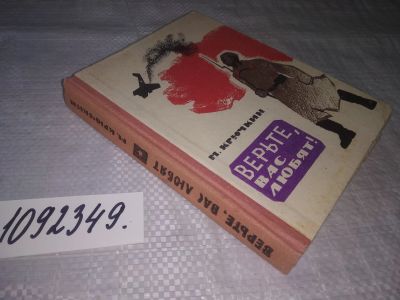 П. КРЮЧКИН
ВЕРЬТЕ,
ВАС
ЛЮБЯТ!
П. КРЮЧКИН ВЕРЬТЕ, ВАС ЛЮБЯТ
1092349.